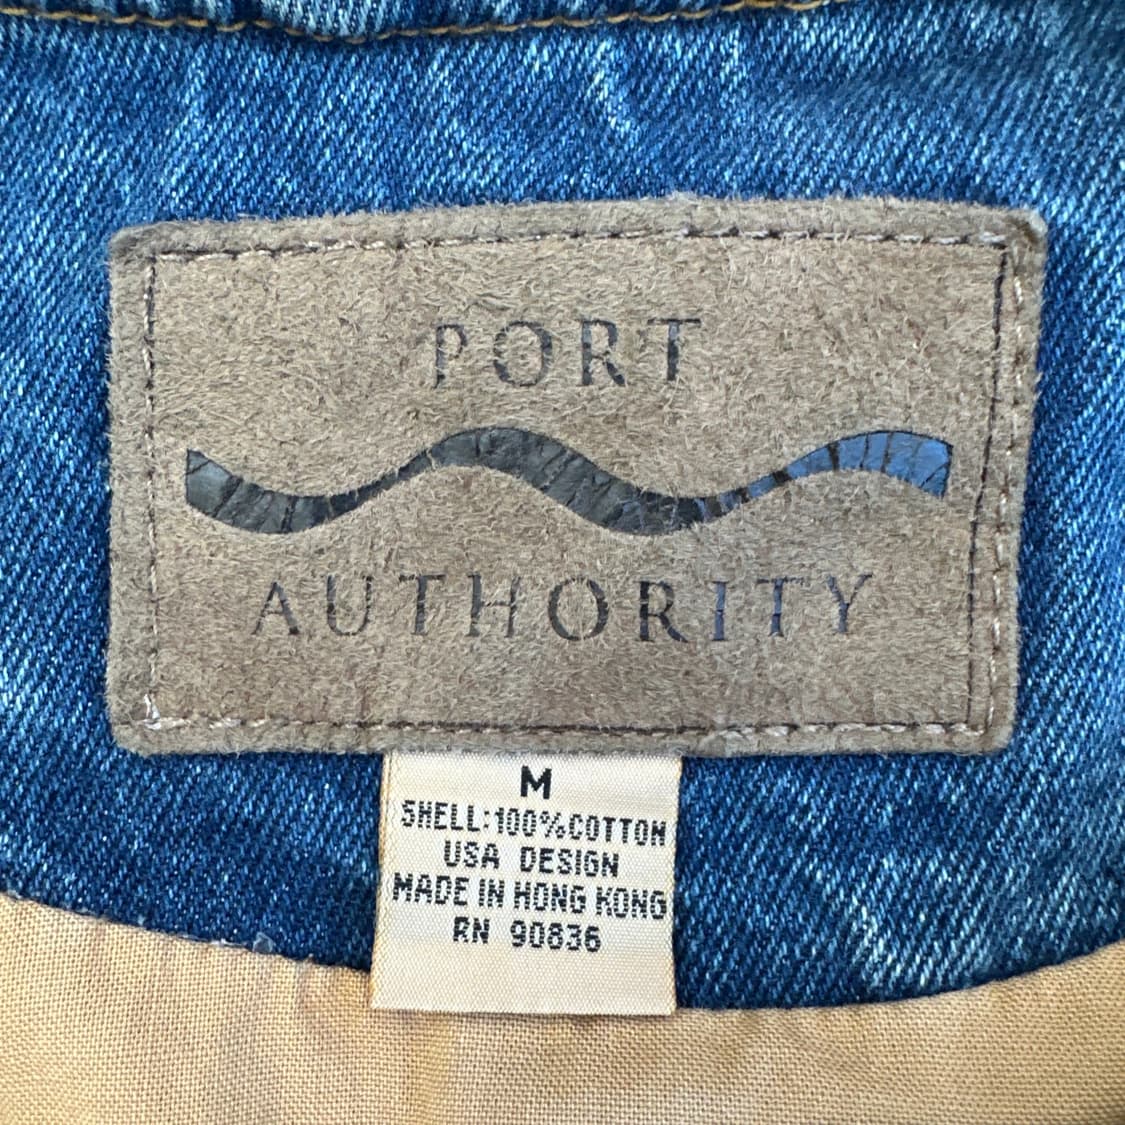 PORT
AUTHORITY
M
SHELL:100%COTTON
USA DESIGN
MADE IN HONG KONG
RN 90836